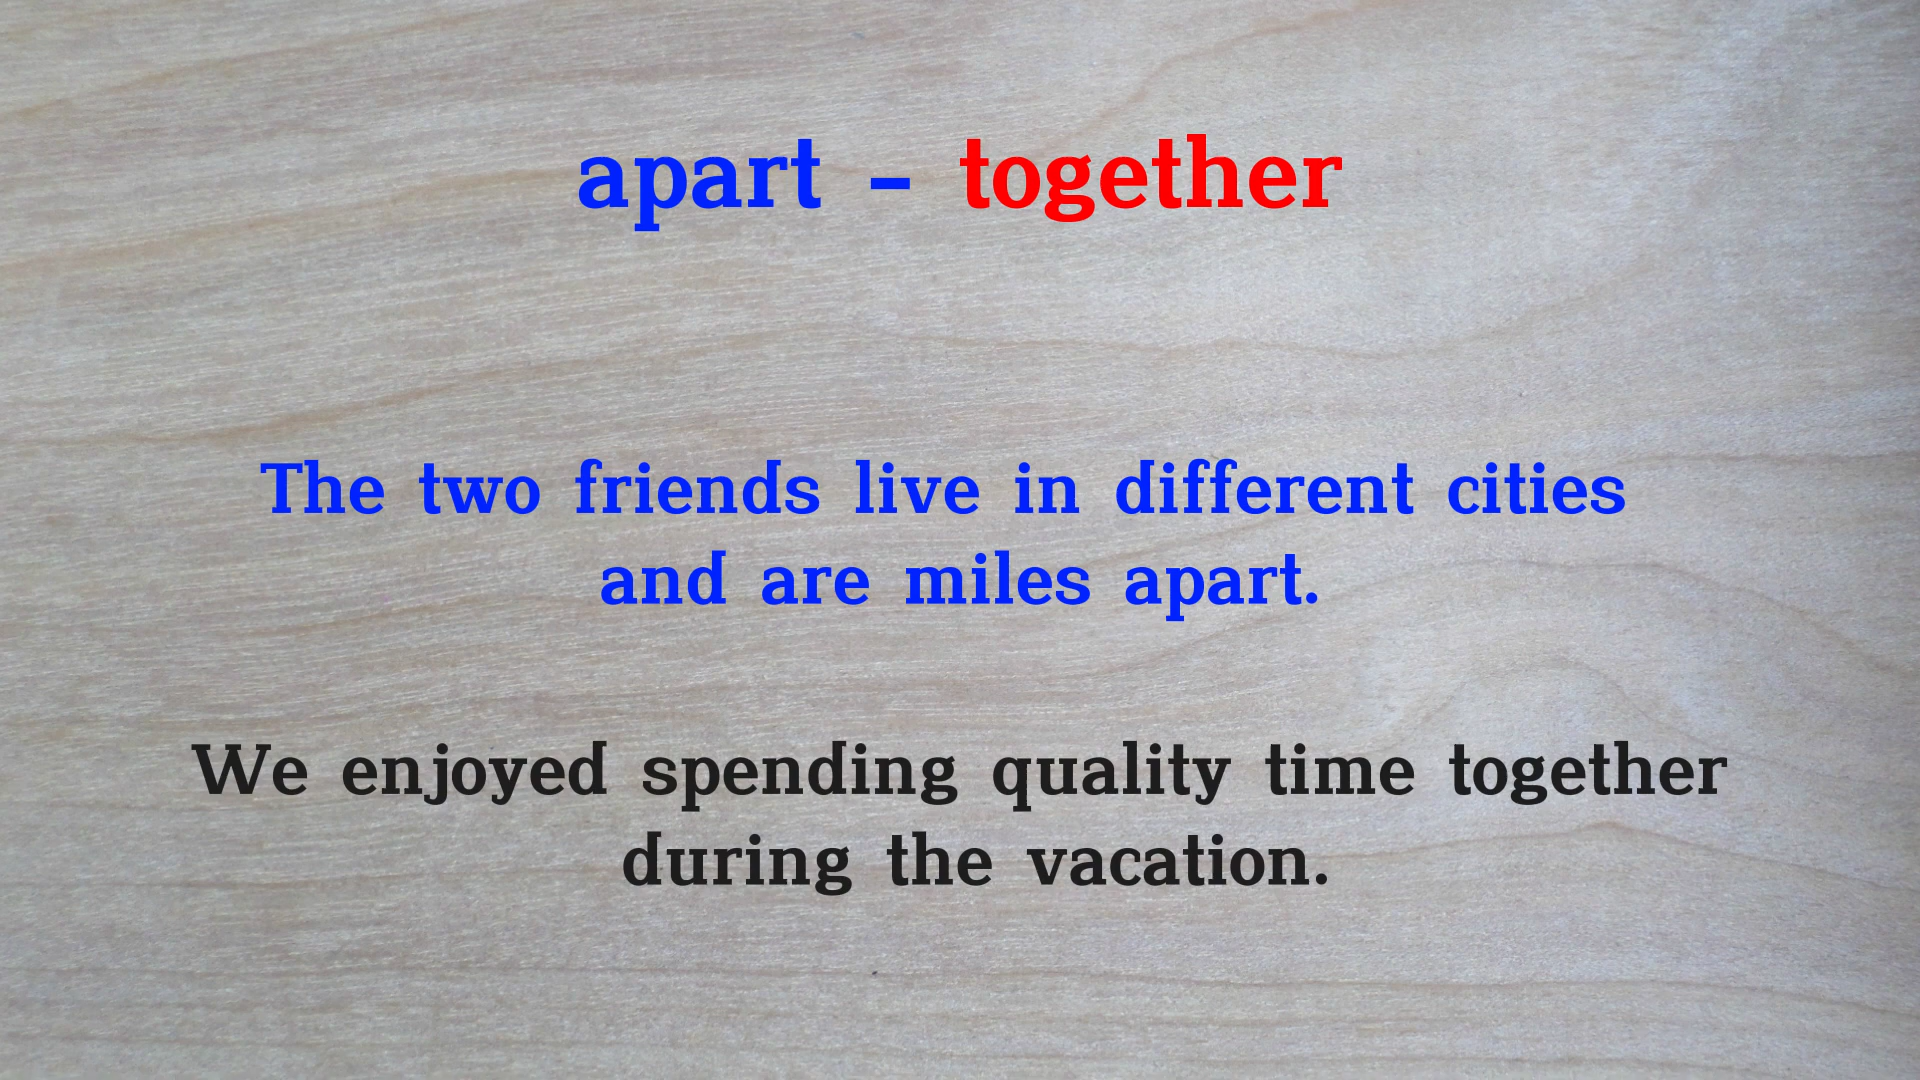 apart - together
The two friends live in different cities
and are miles apart.
We enjoyed spending quality time together
during the vacation.